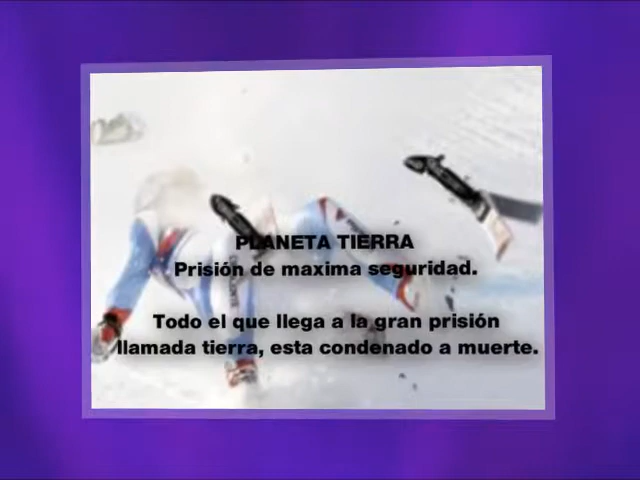 PLANETA TIERRA
Prisión de maxima seguridad.
Todo el que llega a la gran prisión
llamada tierra, esta condenado a muerte.